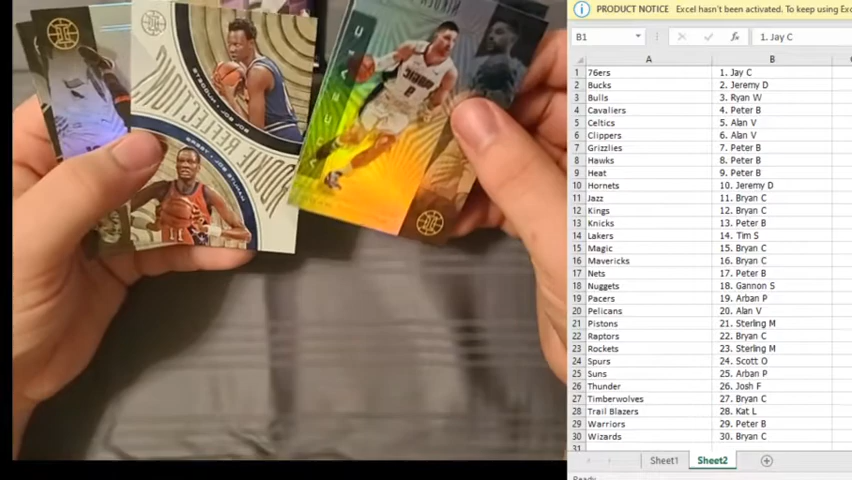 PRODUCT NOTICE Excel hasn't been activated. To keep using Exc
B1
fx
1. Jay C
A B
1 76ers 1. Jay C
2 Bucks 2. Jeremy D
3 Bulls 3. Ryan W
4 Cavaliers 4. Peter B
5 Celtics 5. Alan V
6 Clippers 6. Alan V
7 Grizzlies 7. Peter B
8 Hawks 8. Peter B
9 Heat 9. Peter B
10 Hornets 10. Jeremy D
11 Jazz 11. Bryan C
12 Kings 12. Bryan C
13 Knicks 13. Peter B
14 Lakers 14. Tim S
15 Magic 15. Bryan C
16 Mavericks 16. Bryan C
17 Nets 17. Peter B
18 Nuggets 18. Gannon S
19 Pacers 19. Arban P
20 Pelicans 20. Alan V
21 Pistons 21. Sterling M
22 Raptors 22. Bryan C
23 Rockets 23. Sterling M
24 Spurs 24. Scott O
25 Suns 25. Arban P
26 Thunder 26. Josh F
27 Timberwolves 27. Bryan C
28 Trail Blazers 28. Kat L
29 Warriors 29. Peter B
30 Wizards 30. Bryan C
31
Sheet1 Sheet2
Ready
ROOKIE REFLECTIONS
11